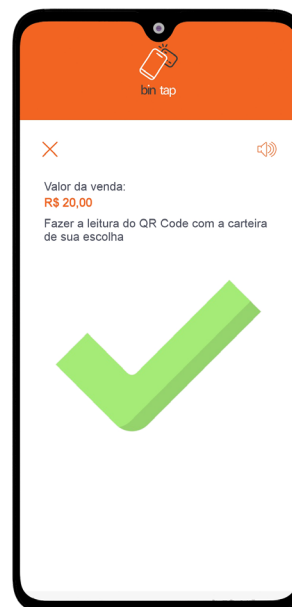 bin tap
Valor da venda:
R$ 20,00
Fazer a leitura do QR Code com a carteira
de sua escolha